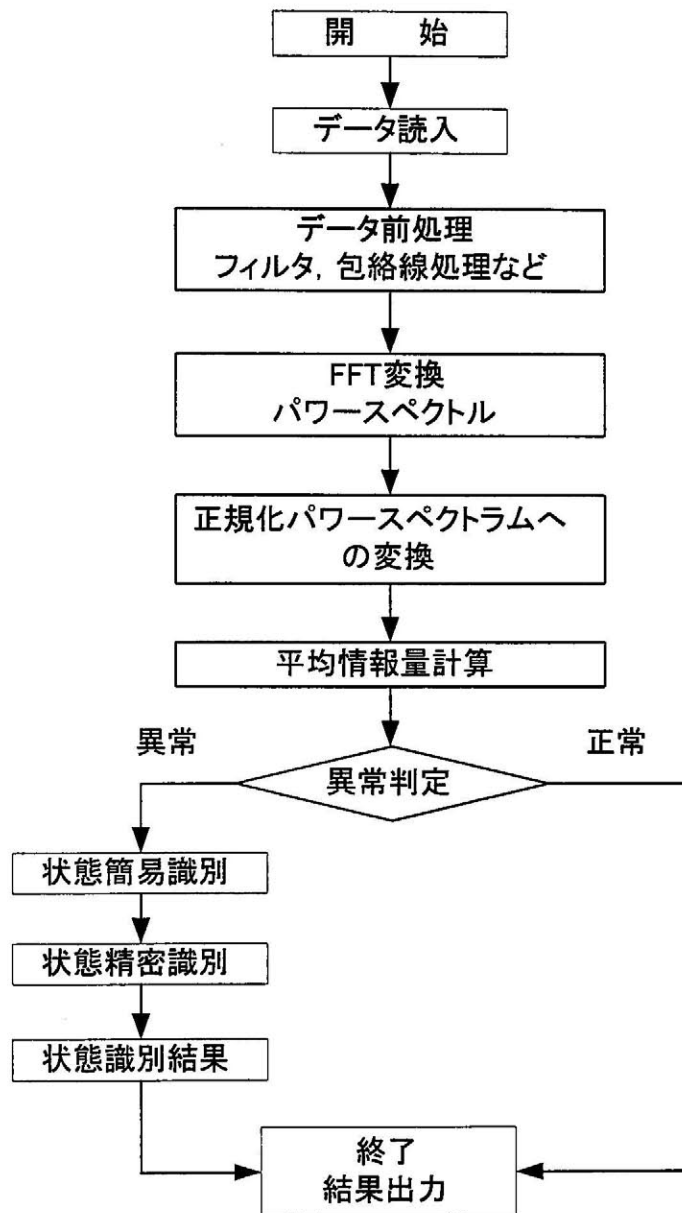 開 始
データ読入
データ前処理
フィルタ, 包絡線処理など
FFT変換
パワースペクトル
正規化パワースペクトラムへ
の変換
平均情報量計算
異常
正常
異常判定
状態簡易識別
状態精密識別
状態識別結果
終了
結果出力